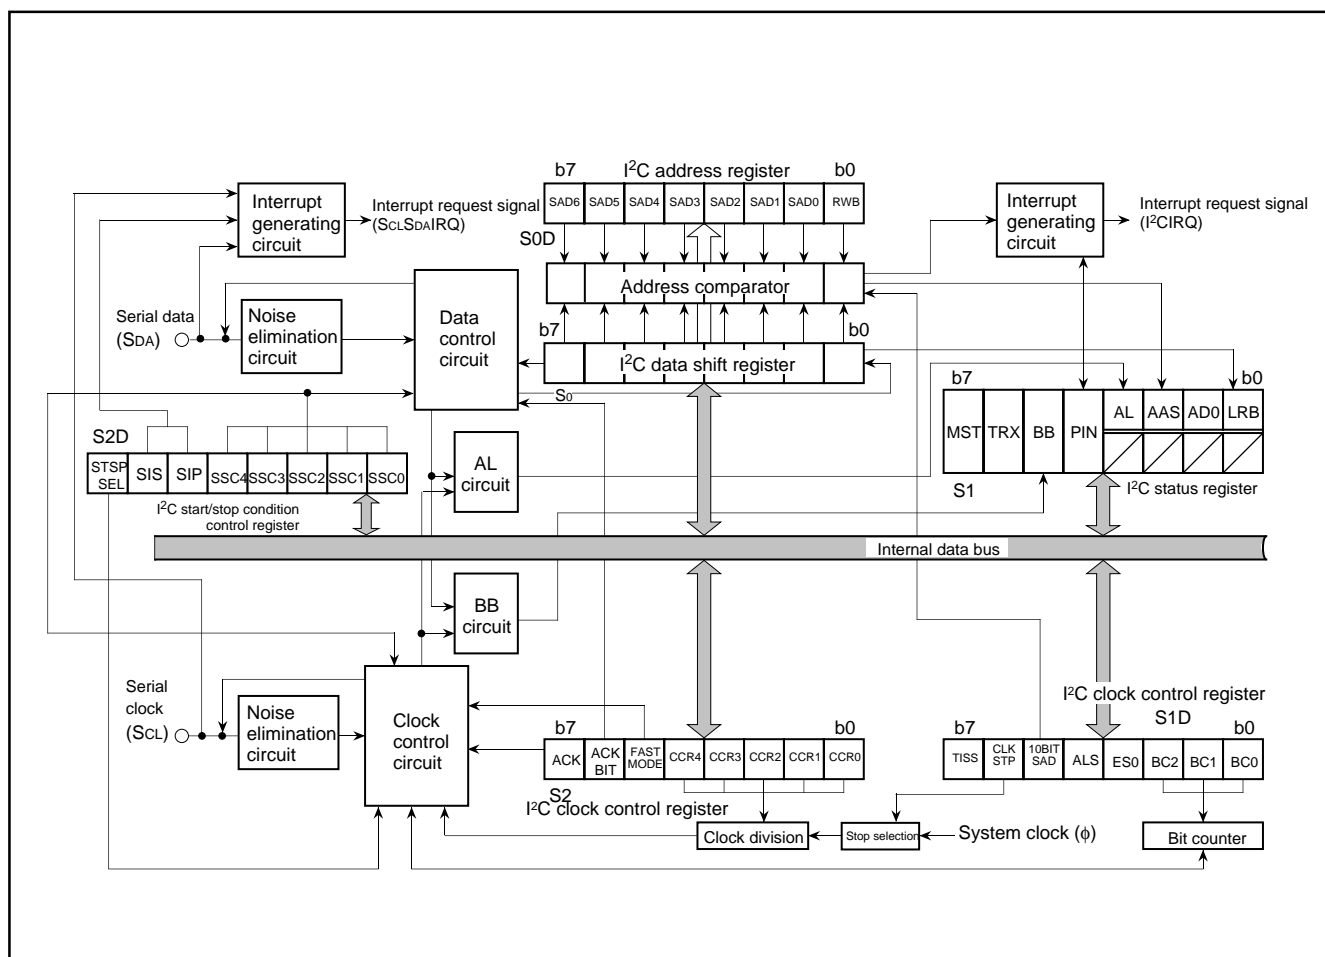 b7
I²C address register
b0
SAD6 SAD5 SAD4 SAD3 SAD2 SAD1 SAD0 RWB
S0D
Interrupt
generating
circuit
Interrupt request signal
(SCLSDAIRQ)
Interrupt
generating
circuit
Interrupt request signal
(I²CIRQ)
Address comparator
Serial data
(SDA)
Noise
elimination
circuit
Data
control
circuit
b7
b0
I²C data shift register
S0
b7
b0
MST TRX BB PIN AL AAS AD0 LRB
S1
I²C status register
S2D
STSP
SEL
SIS SIP SSC4 SSC3 SSC2 SSC1 SSC0
I²C start/stop condition
control register
AL
circuit
Internal data bus
BB
circuit
Serial
clock
(SCL)
Noise
elimination
circuit
Clock
control
circuit
b7
b0
ACK
ACK
BIT
FAST
MODE
CCR4 CCR3 CCR2 CCR1 CCR0
S2
I²C clock control register
I²C clock control register
S1D
b7
b0
TISS
CLK
STP
10BIT
SAD
ALS ES0 BC2 BC1 BC0
Clock division
Stop selection
System clock (ϕ)
Bit counter